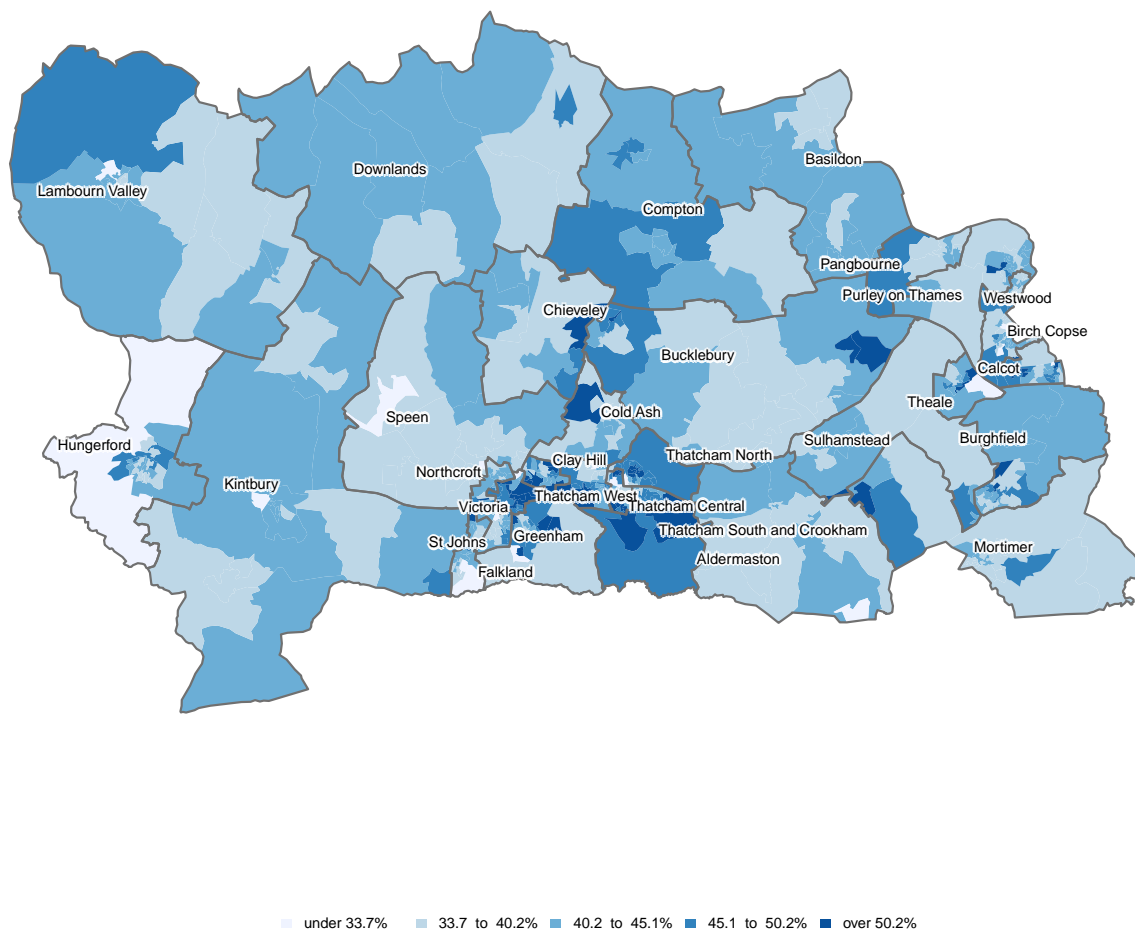 Downlands
Basildon
Lambourn Valley
Compton
Pangbourne
Purley on Thames
Westwood
Chieveley
Birch Copse
Bucklebury
Calcot
Theale
Speen
Cold Ash
Hungerford
Sulhamstead
Burghfield
Clay Hill
Thatcham North
Northcroft
Kintbury
Thatcham West
Victoria
Thatcham Central
Thatcham South and Crookham
St Johns
Greenham
Mortimer
Aldermaston
Falkland
under 33.7% 33.7 to 40.2% 40.2 to 45.1% 45.1 to 50.2% over 50.2%